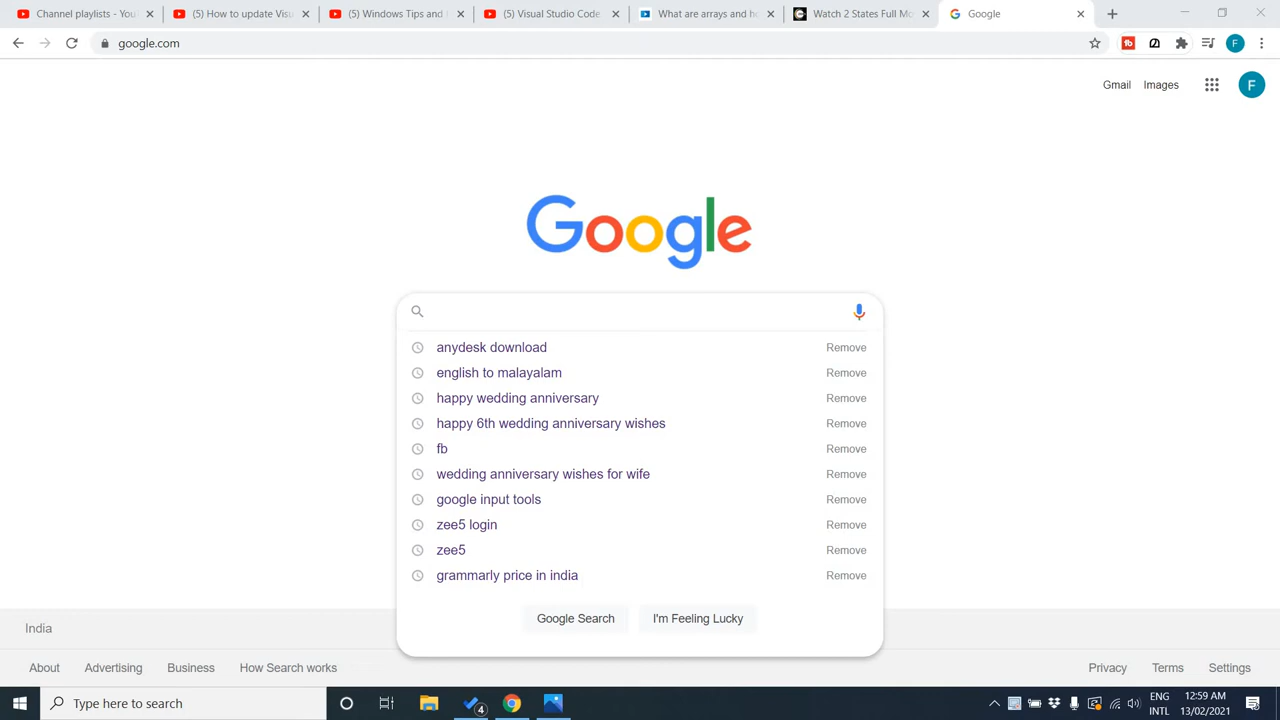 Channel playlists - You
(5) How to update Visu
(5) Windows Tips and
(5) Visual Studio Code
What are arrays and ho
Watch 2 States Full Mo
Google
google.com
F
Gmail
Images
F
Google
anydesk download
Remove
english to malayalam
Remove
happy wedding anniversary
Remove
happy 6th wedding anniversary wishes
Remove
fb
Remove
wedding anniversary wishes for wife
Remove
google input tools
Remove
zee5 login
Remove
zee5
Remove
grammarly price in india
Remove
Google Search
I'm Feeling Lucky
India
About
Advertising
Business
How Search works
Privacy
Terms
Settings
Type here to search
4
ENG
INTL
12:59 AM
13/02/2021